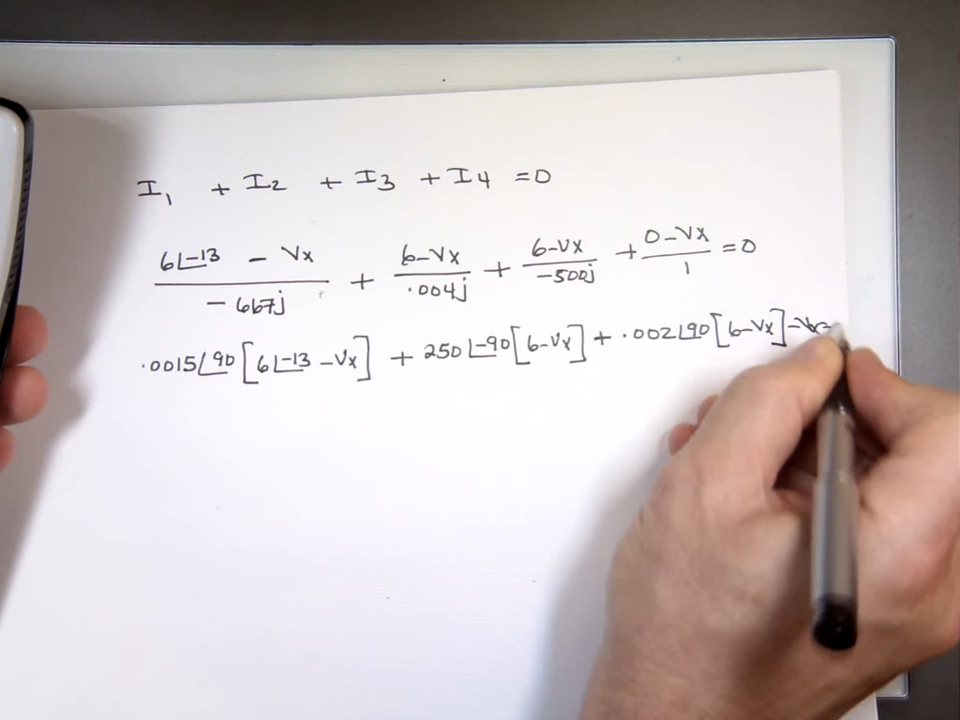 I₁ + I₂ + I₃ + I₄ = 0
(6∠-13 - Vx)/(-667j) + (6-Vx)/(.004j) + (6-Vx)/(-500j) + (0-Vx)/1 = 0
.0015∠90 [6∠-13 - Vx] + 250∠-90 [6-Vx] + .002∠90 [6-Vx] - Vx=